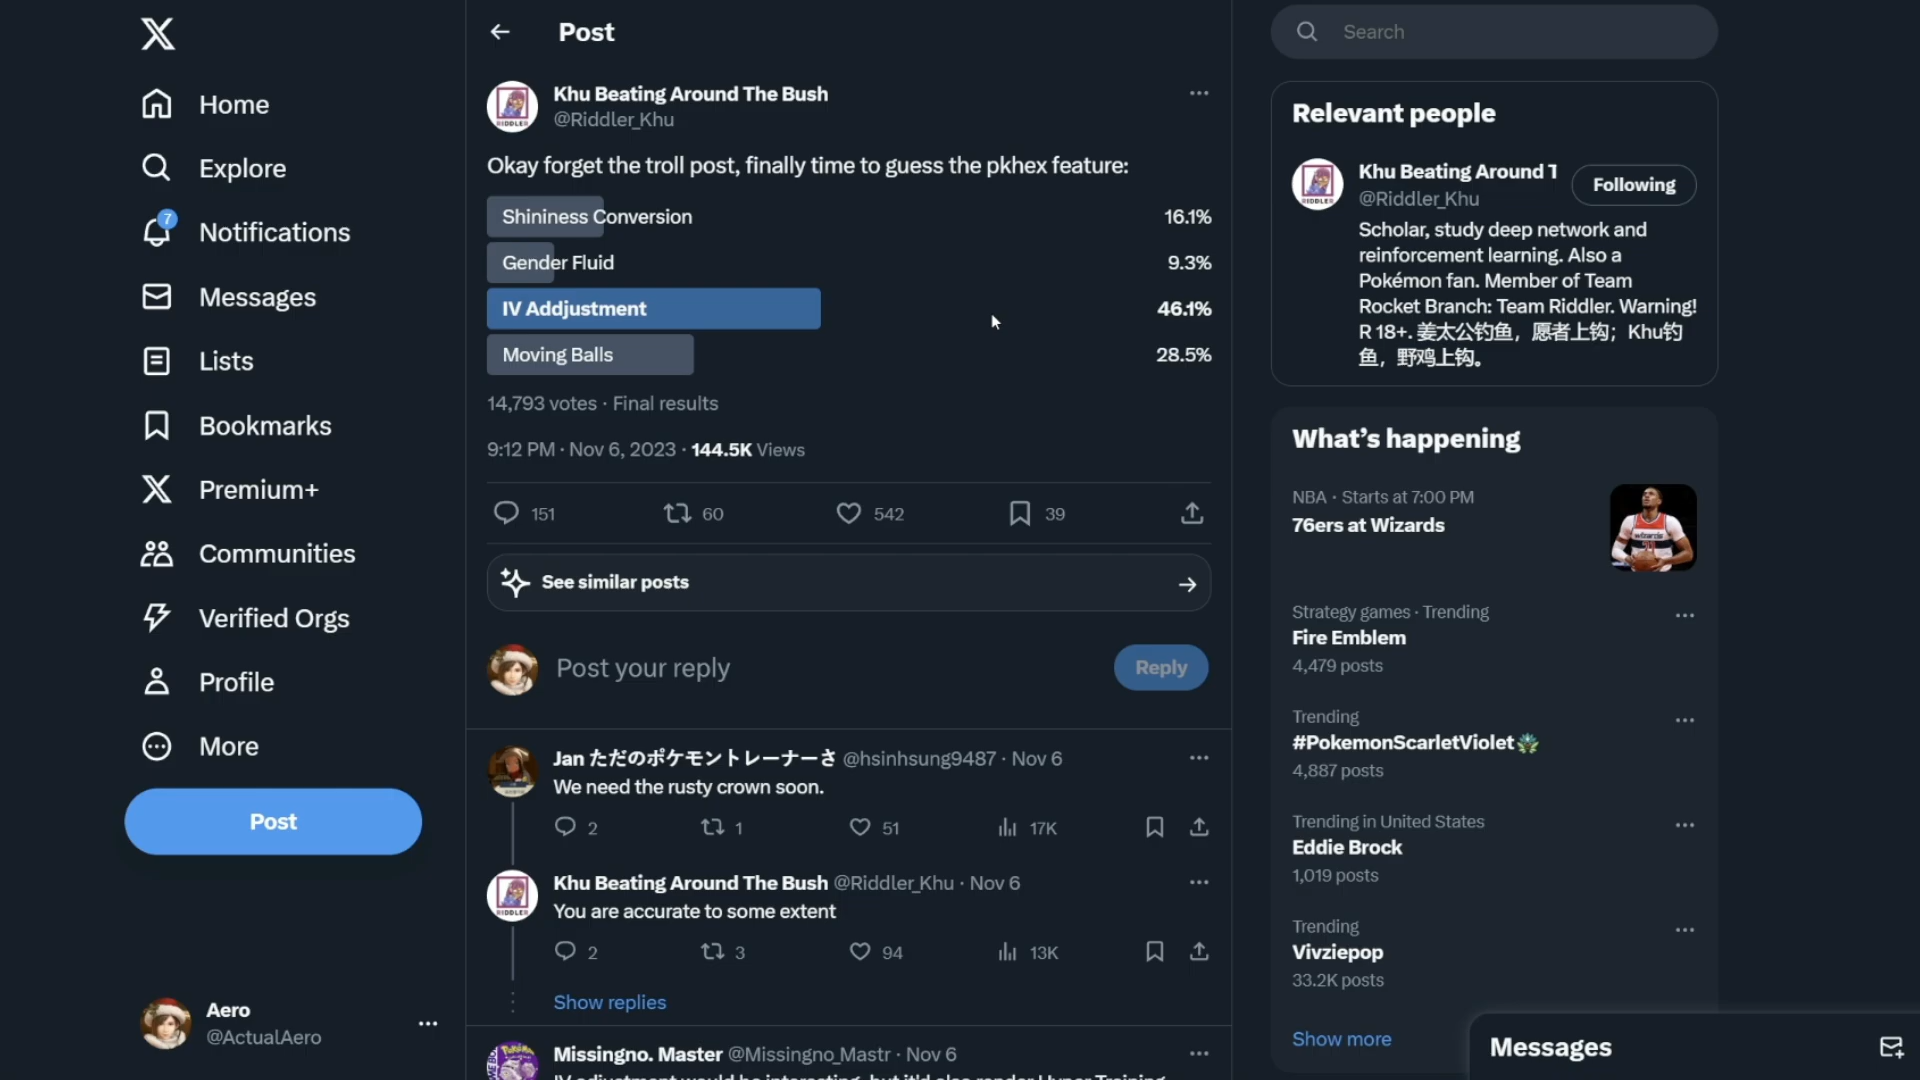 Home
Explore
7
Notifications
Messages
Lists
Bookmarks
Premium+
Communities
Verified Orgs
Profile
More
Post
Aero
@ActualAero
Post
Khu Beating Around The Bush
@Riddler_Khu
Okay forget the troll post, finally time to guess the pkhex feature:
Shininess Conversion 16.1%
Gender Fluid 9.3%
IV Addjustment 46.1%
Moving Balls 28.5%
14,793 votes · Final results
9:12 PM · Nov 6, 2023 · 144.5K Views
151 60 542 39
See similar posts
Post your reply
Reply
Jan ただのポケモントレーナーさ @hsinhsung9487 · Nov 6
We need the rusty crown soon.
2 1 51 17K
Khu Beating Around The Bush @Riddler_Khu · Nov 6
You are accurate to some extent
2 3 94 13K
Show replies
Missingno. Master @Missingno_Mastr · Nov 6
IV adjustment would be interesting, but it'd also render Hyper Training
Search
Relevant people
Khu Beating Around T
Following
@Riddler_Khu
Scholar, study deep network and
reinforcement learning. Also a
Pokémon fan. Member of Team
Rocket Branch: Team Riddler. Warning!
R 18+. 姜太公钓鱼，愿者上钩；Khu钓
鱼，野鸡上钩。
What's happening
NBA · Starts at 7:00 PM
76ers at Wizards
Strategy games · Trending
Fire Emblem
4,479 posts
Trending
#PokemonScarletViolet
4,887 posts
Trending in United States
Eddie Brock
1,019 posts
Trending
Vivziepop
33.2K posts
Show more
Messages